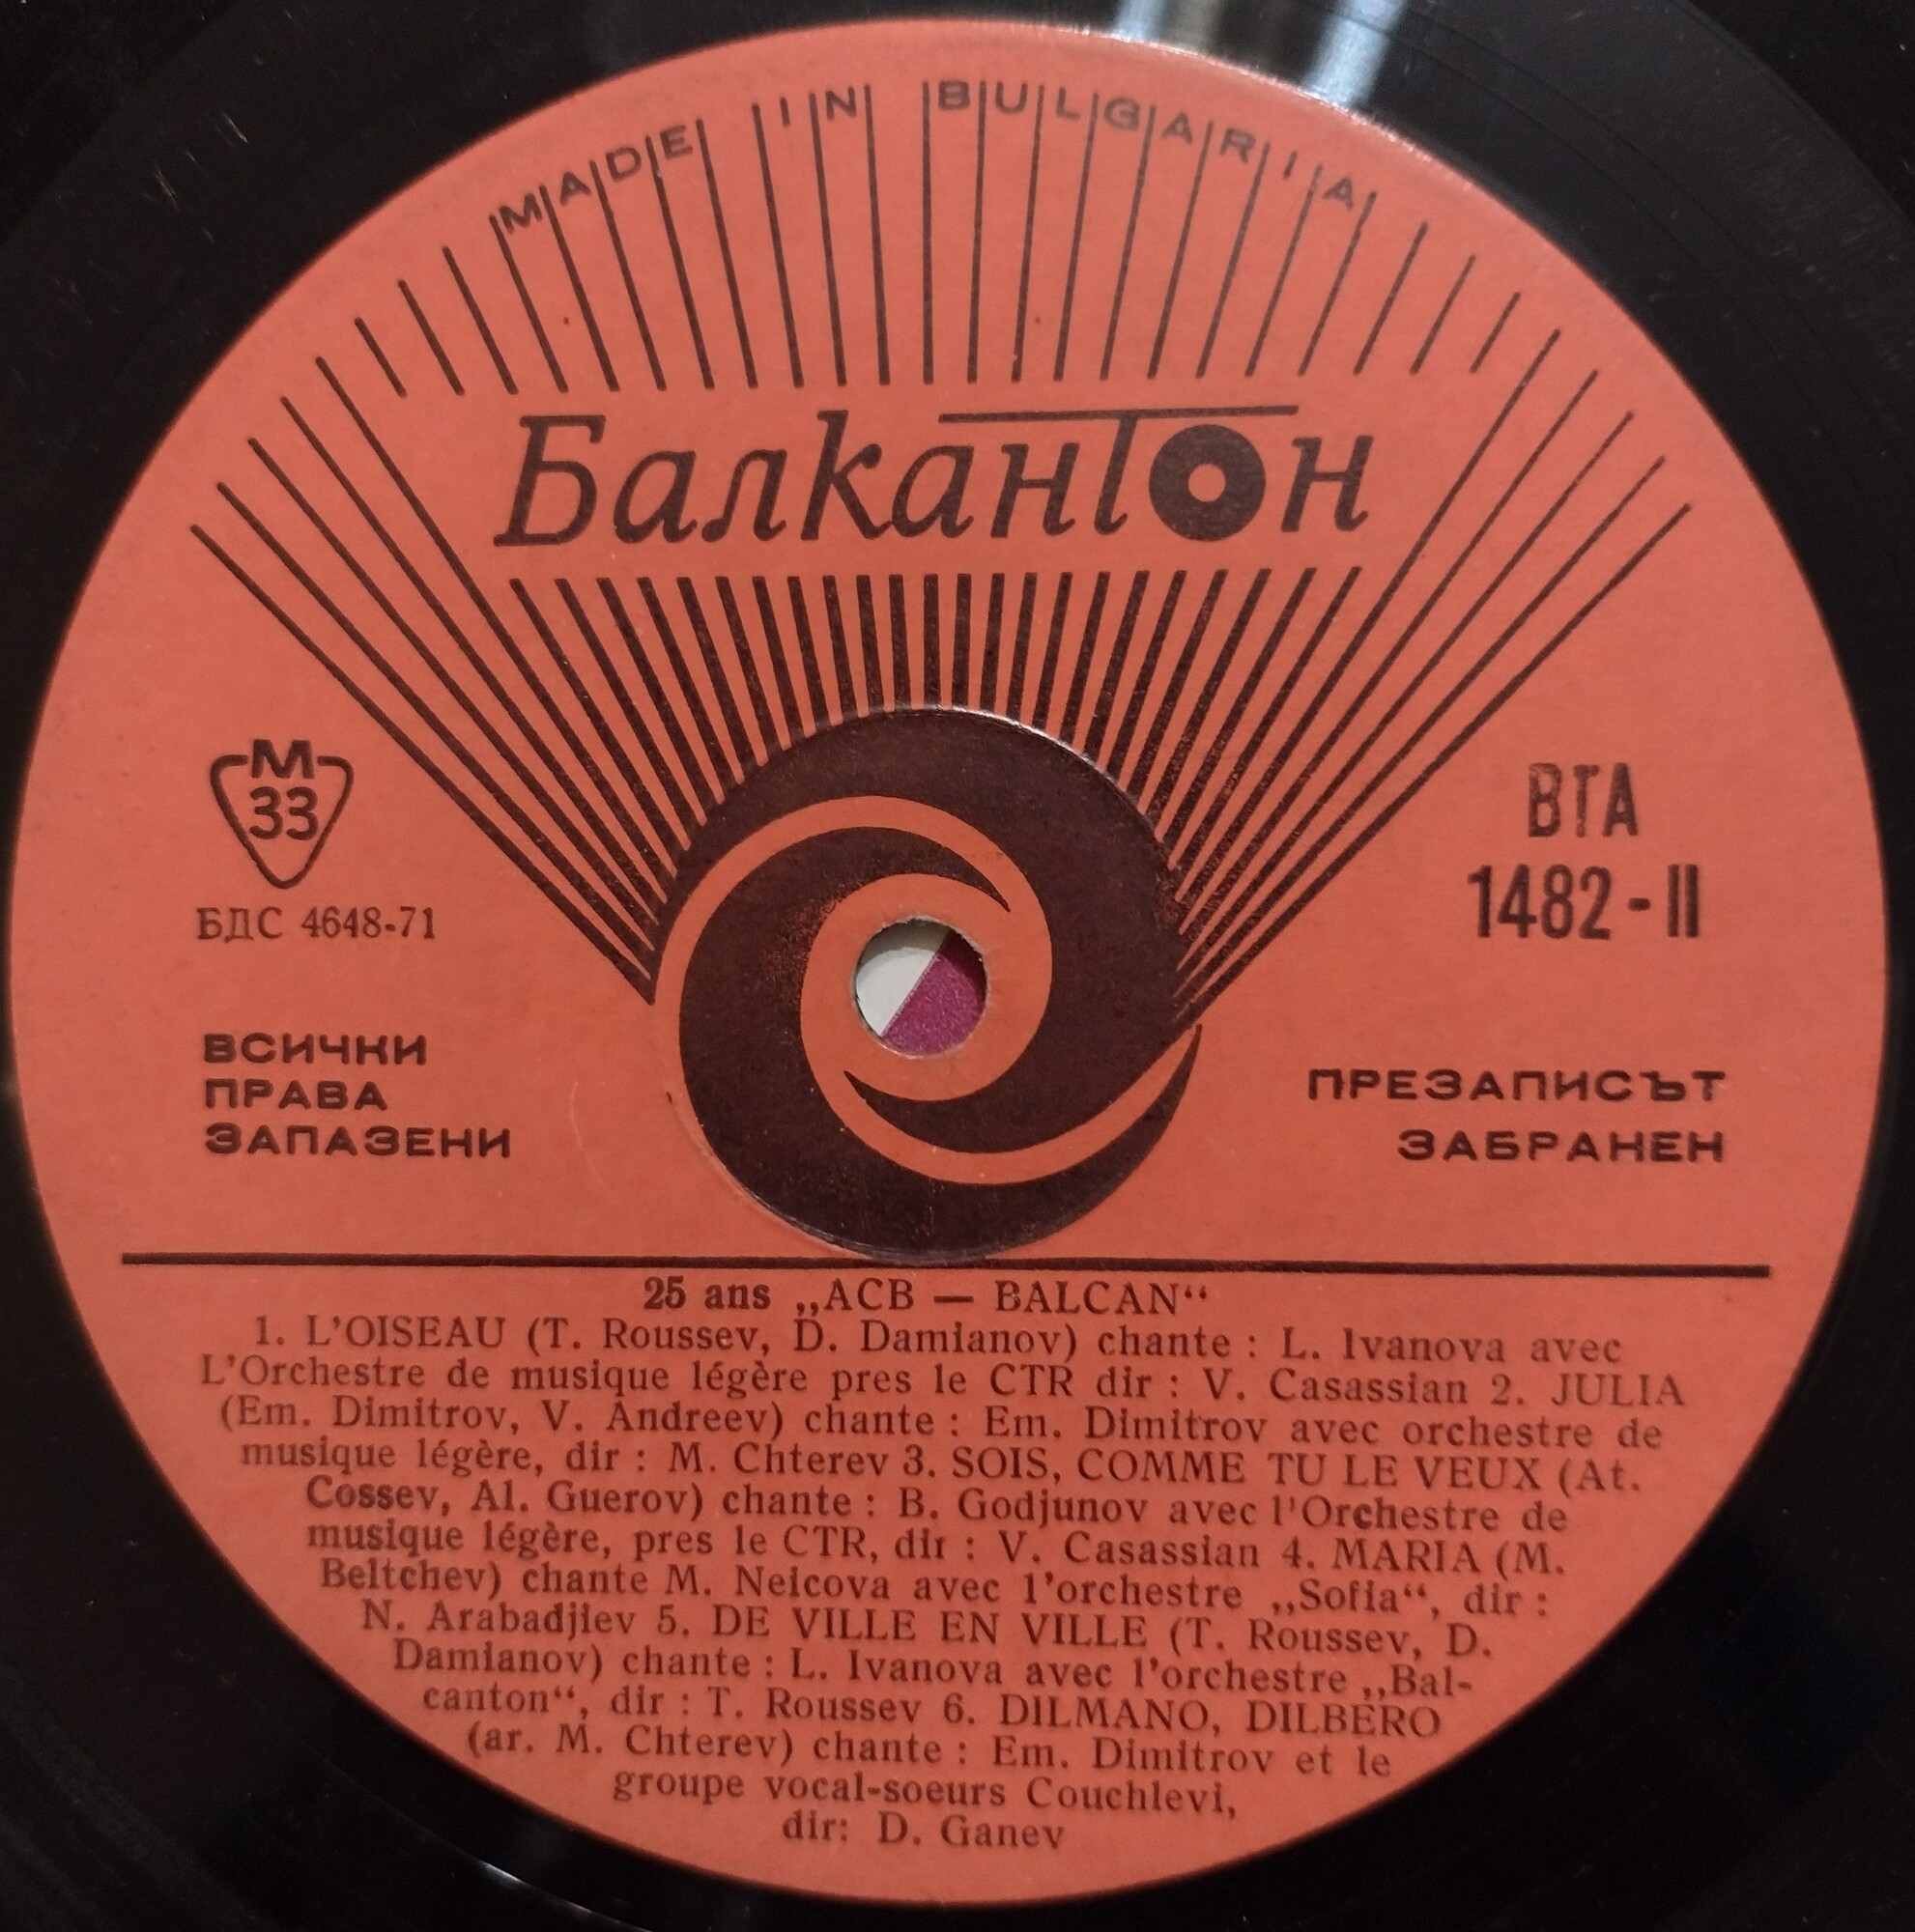 MADE IN BULGARIA
Балкантон
М
33
БДС 4648-71
ВТА
1482-II
ВСИЧКИ
ПРАВА
ЗАПАЗЕНИ
ПРЕЗАПИСЪТ
ЗАБРАНЕН
25 ans „ACB — BALCAN“
1. L'OISEAU (T. Roussev, D. Damianov) chante : L. Ivanova avec
L'Orchestre de musique légère pres le CTR dir : V. Casassian 2. JULIA
(Em. Dimitrov, V. Andreev) chante : Em. Dimitrov avec orchestre de
musique légère, dir : M. Chterev 3. SOIS, COMME TU LE VEUX (At.
Cossev, Al. Guerov) chante : B. Godjunov avec l'Orchestre de
musique légère, pres le CTR, dir : V. Casassian 4. MARIA (M.
Beltchev) chante M. Neicova avec l'orchestre „Sofia“, dir :
N. Arabadjiev 5. DE VILLE EN VILLE (T. Roussev, D.
Damianov) chante : L. Ivanova avec l'orchestre „Bal-
canton“, dir : T. Roussev 6. DILMANO, DILBERO
(ar. M. Chterev) chante : Em. Dimitrov et le
groupe vocal-soeurs Couchlevi,
dir: D. Ganev